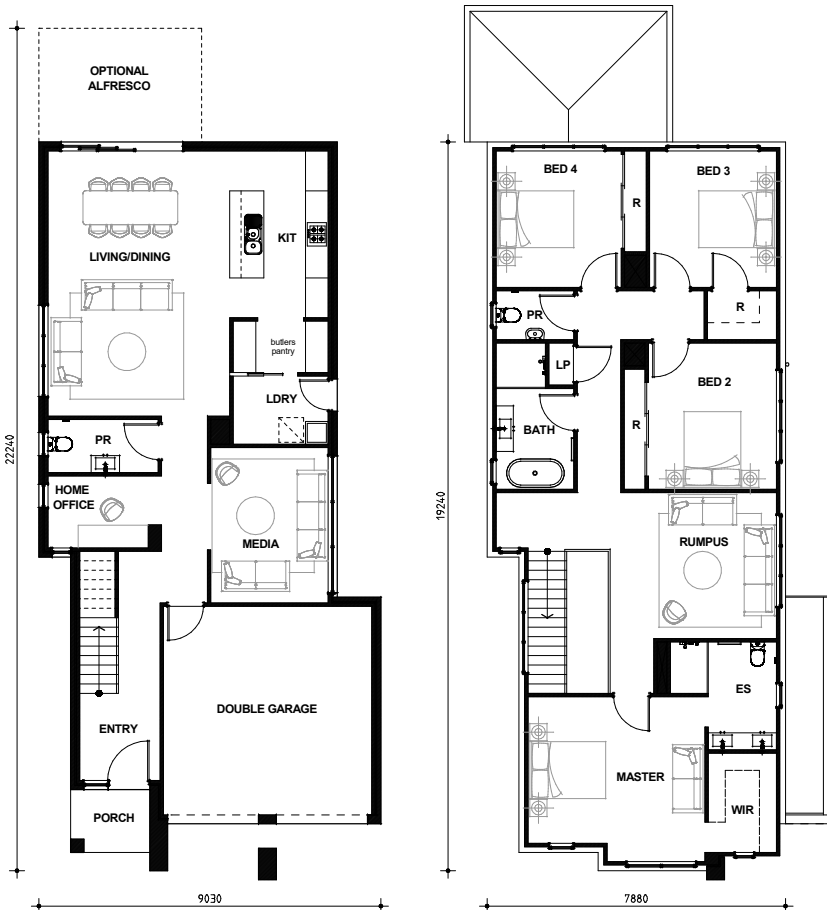 OPTIONAL
ALFRESCO
KIT
LIVING/DINING
butlers
pantry
LDRY
PR
HOME
OFFICE
MEDIA
DOUBLE GARAGE
ENTRY
PORCH
22240
9030
BED 4
R
BED 3
PR
R
LP
BED 2
BATH
R
RUMPUS
ES
MASTER
WIR
19240
7880